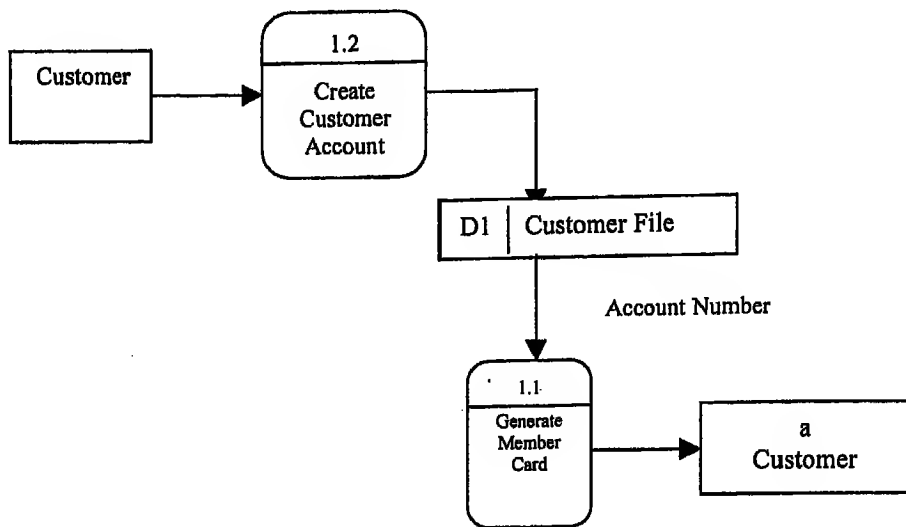 Customer
1.2
Create
Customer
Account
D1 Customer File
Account Number
1.1
Generate
Member
Card
a
Customer